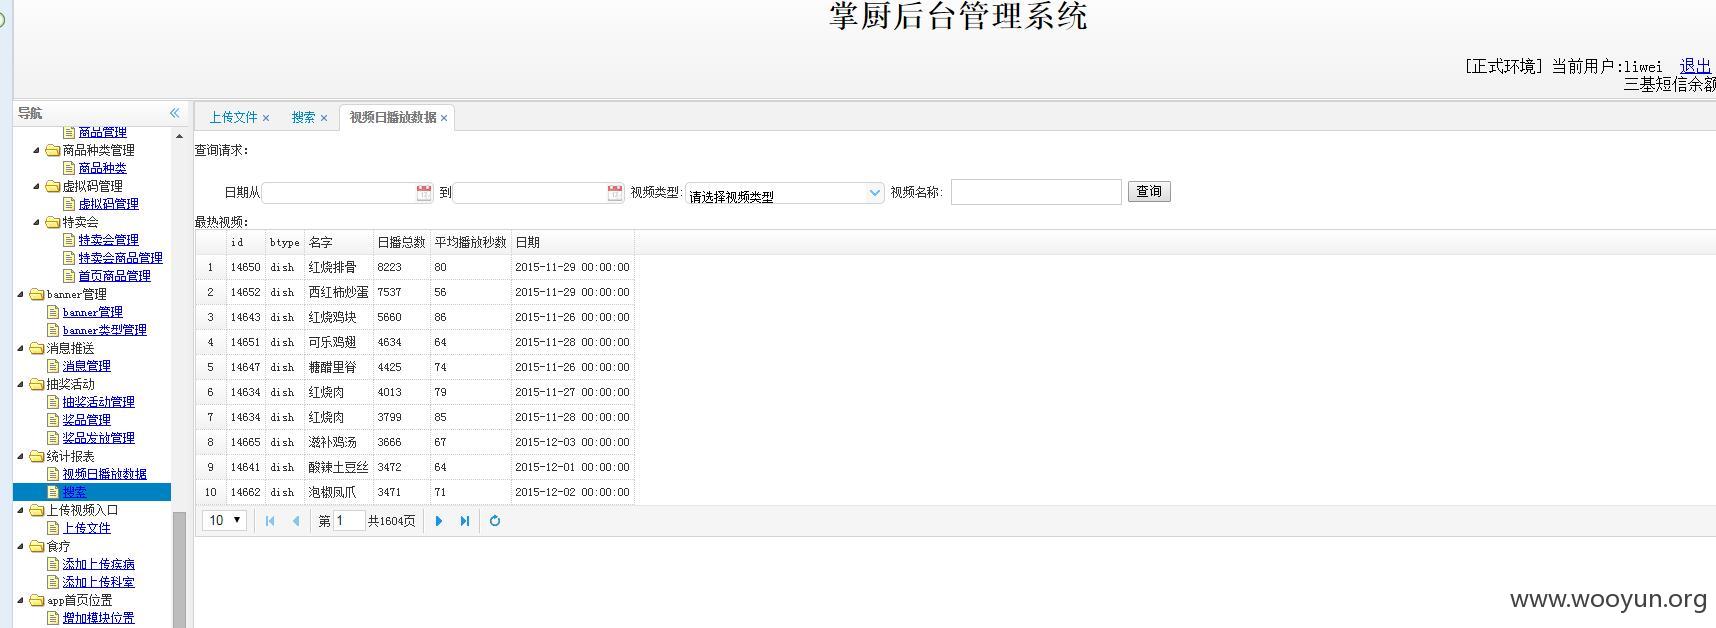 掌厨后台管理系统
[正式环境] 当前用户:liwei 退出
三基短信余额
导航
商品管理
商品种类管理
商品种类
虚拟码管理
虚拟码管理
特卖会
特卖会管理
特卖会商品管理
首页商品管理
banner管理
banner管理
banner类型管理
消息推送
消息管理
抽奖活动
抽奖活动管理
奖品管理
奖品发放管理
统计报表
视频日播放数据
搜索
上传视频入口
上传文件
食疗
添加上传疾病
添加上传科室
app首页位置
增加模块位置
上传文件 × 搜索 × 视频日播放数据 ×
查询请求:
日期从 到 视频类型: 请选择视频类型 视频名称: 查询
最热视频:
id btype 名字 日播总数 平均播放秒数 日期
1 14650 dish 红烧排骨 8223 80 2015-11-29 00:00:00
2 14652 dish 西红柿炒蛋 7537 56 2015-11-29 00:00:00
3 14643 dish 红烧鸡块 5660 86 2015-11-26 00:00:00
4 14651 dish 可乐鸡翅 4634 64 2015-11-28 00:00:00
5 14647 dish 糖醋里脊 4425 74 2015-11-26 00:00:00
6 14634 dish 红烧肉 4013 79 2015-11-27 00:00:00
7 14634 dish 红烧肉 3799 85 2015-11-28 00:00:00
8 14665 dish 滋补鸡汤 3666 67 2015-12-03 00:00:00
9 14641 dish 酸辣土豆丝 3472 64 2015-12-01 00:00:00
10 14662 dish 泡椒凤爪 3471 71 2015-12-02 00:00:00
10 第 1 共1604页
www.wooyun.org